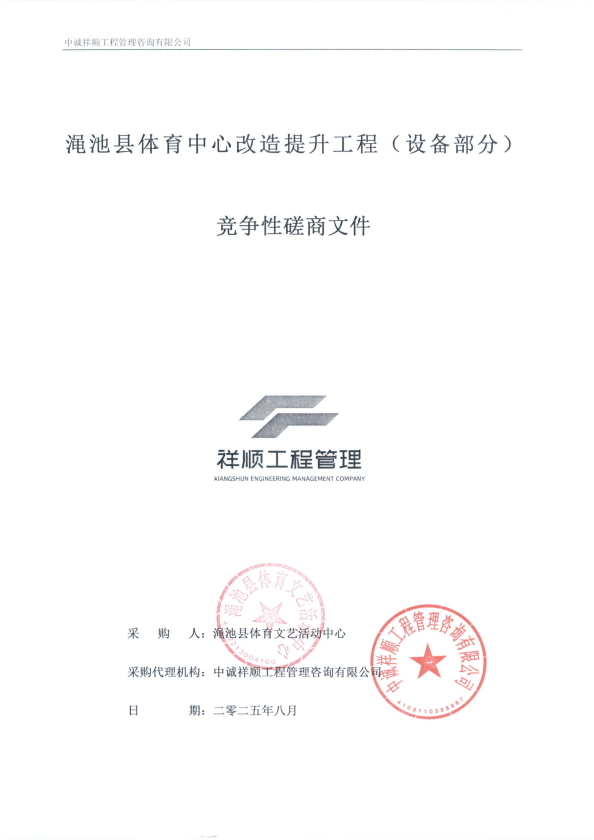 中诚祥顺工程管理咨询有限公司
渑池县体育中心改造提升工程（设备部分）
竞争性磋商文件
祥顺工程管理
XIANGSHUN ENGINEERING MANAGEMENT COMPANY
采 购 人：渑池县体育文艺活动中心
采购代理机构：中诚祥顺工程管理咨询有限公司
日 期：二零二五年八月
渑池县体育文艺活动中心
中诚祥顺工程管理咨询有限公司